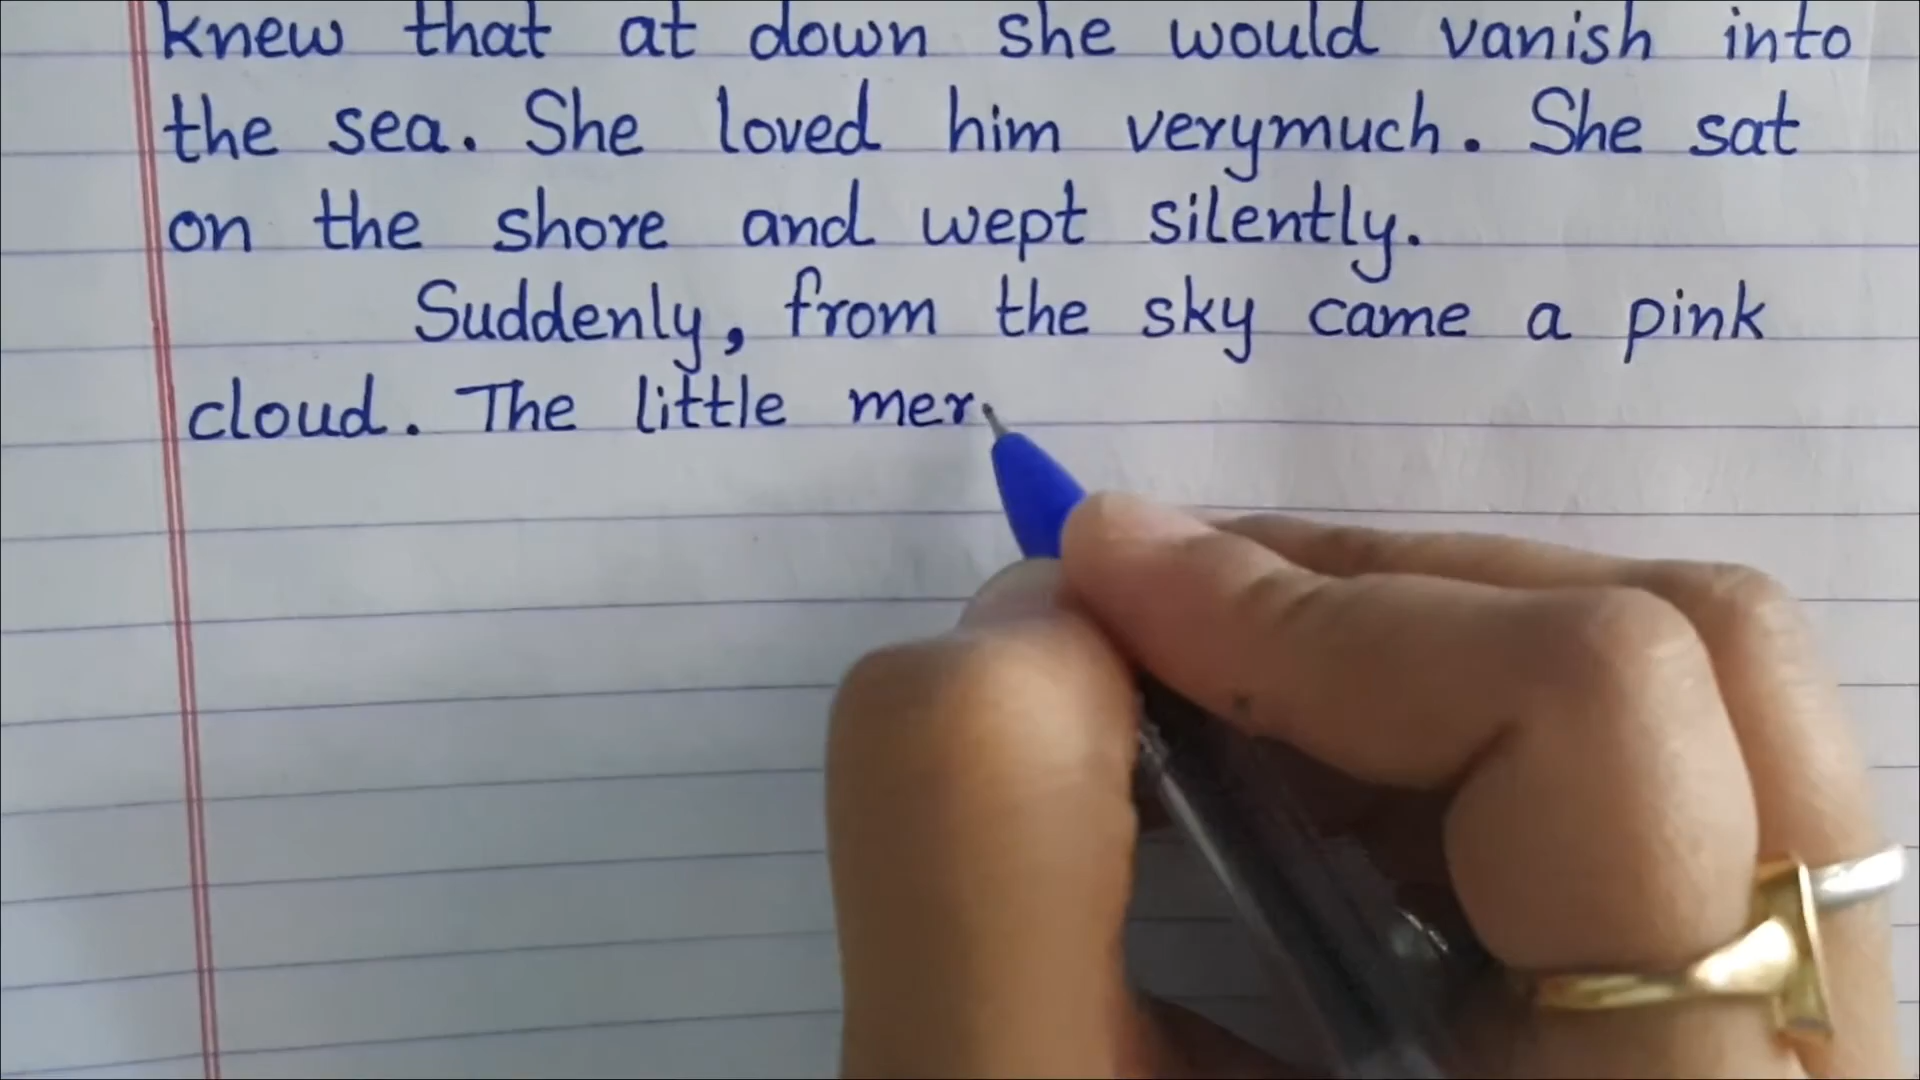 knew that at down she would vanish into
the sea. She loved him verymuch. She sat
on the shore and wept silently.
Suddenly, from the sky came a pink
cloud. The little mer